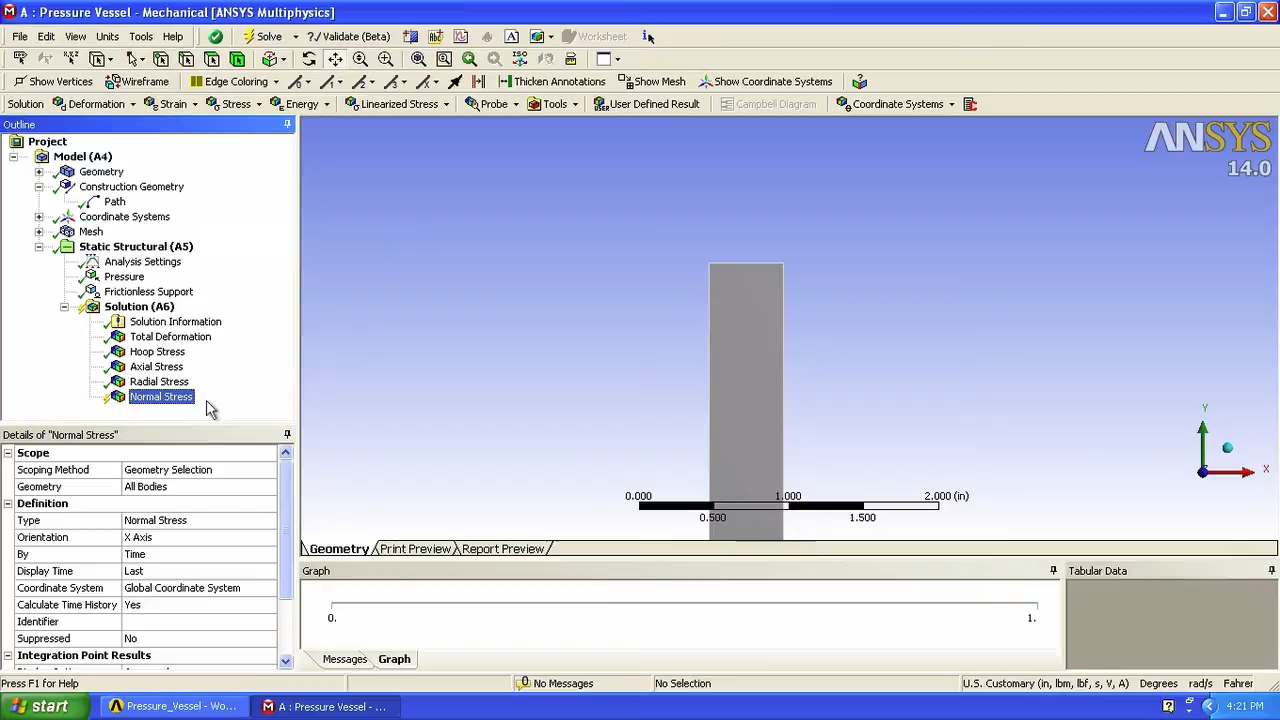 A : Pressure Vessel - Mechanical [ANSYS Multiphysics]
File Edit View Units Tools Help Solve ?/ Validate (Beta) Worksheet
Show Vertices Wireframe Edge Coloring Thicken Annotations Show Mesh Show Coordinate Systems
Solution Deformation Strain Stress Energy Linearized Stress Probe Tools User Defined Result Campbell Diagram Coordinate Systems
Outline
Project
Model (A4)
Geometry
Construction Geometry
Path
Coordinate Systems
Mesh
Static Structural (A5)
Analysis Settings
Pressure
Frictionless Support
Solution (A6)
Solution Information
Total Deformation
Hoop Stress
Axial Stress
Radial Stress
Normal Stress
Details of "Normal Stress"
Scope
Scoping Method Geometry Selection
Geometry All Bodies
Definition
Type Normal Stress
Orientation X Axis
By Time
Display Time Last
Coordinate System Global Coordinate System
Calculate Time History Yes
Identifier
Suppressed No
Integration Point Results
ANSYS
14.0
Y
X
0.000 1.000 2.000 (in)
0.500 1.500
Geometry Print Preview Report Preview
Graph
0. 1.
Messages Graph
Tabular Data
Press F1 for Help No Messages No Selection U.S. Customary (in, lbm, lbf, s, V, A) Degrees rad/s Fahrer
start Pressure_Vessel - Wo... A : Pressure Vessel - ... 4:21 PM